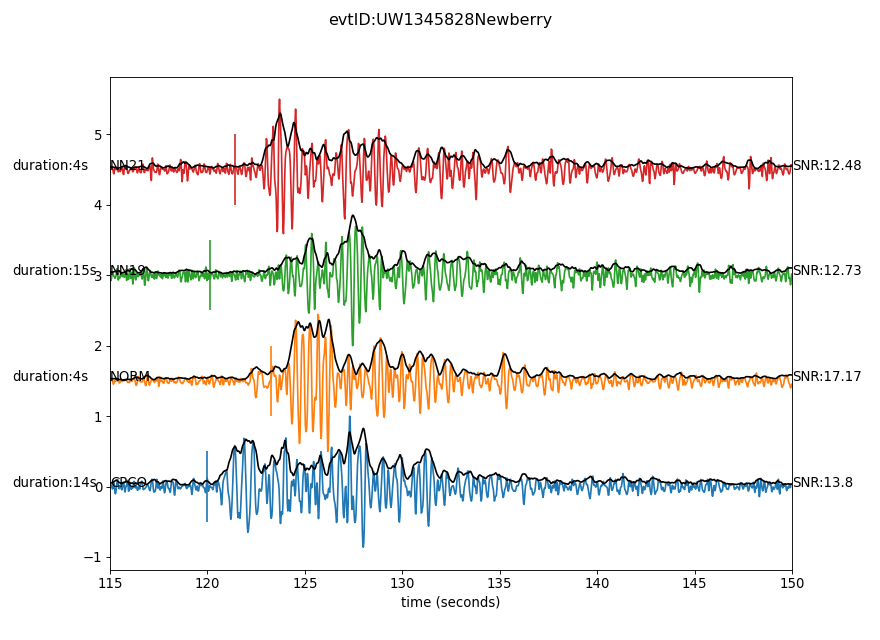 evtID:UW1345828Newberry
5
duration:4s NN21 SNR:12.48
4
duration:15s NN19 SNR:12.73
3
2
duration:4s NORM SNR:17.17
1
duration:14s CPCO SNR:13.8
0
−1
115 120 125 130 135 140 145 150
time (seconds)